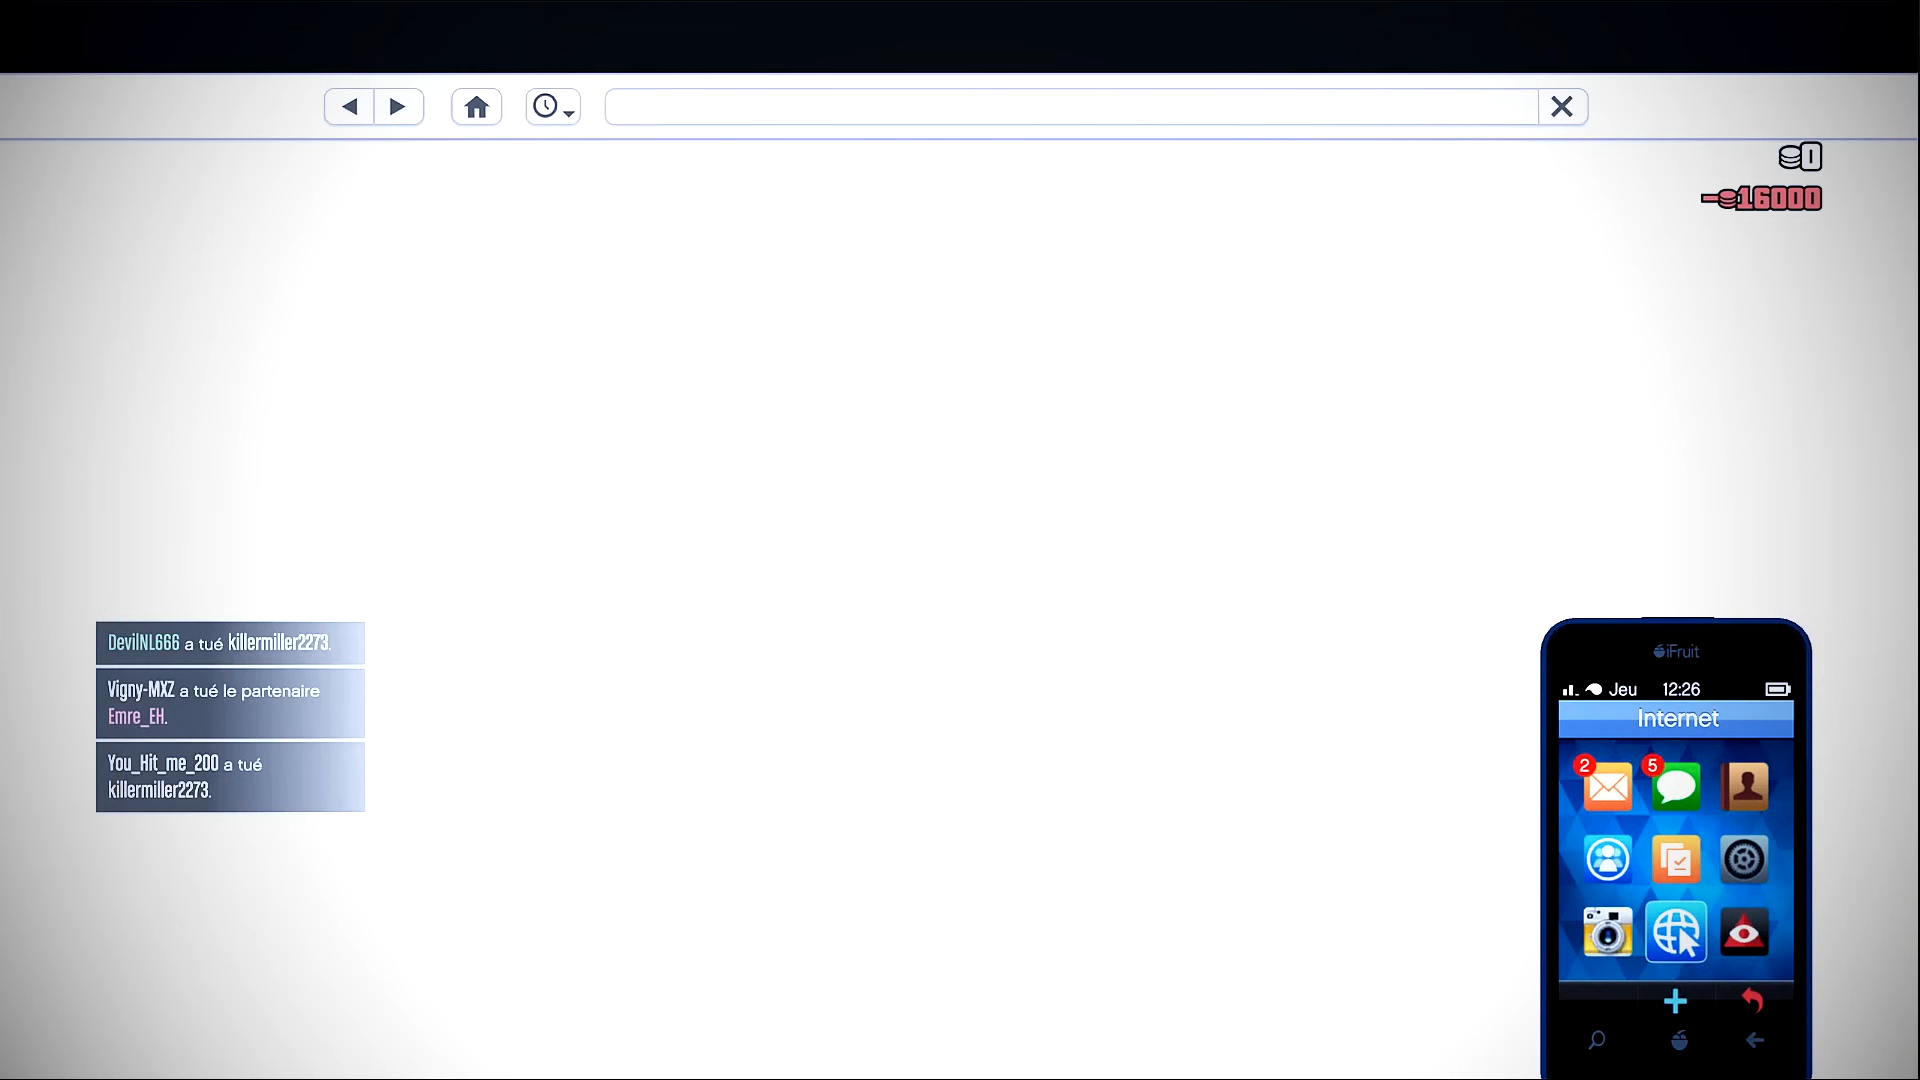 1
-16000
DevilNL666 a tué killermiller2273.
Vigny-MXZ a tué le partenaire
Emre_EH.
You_Hit_me_200 a tué
killermiller2273.
iFruit
Jeu 12:26
Internet
2
5